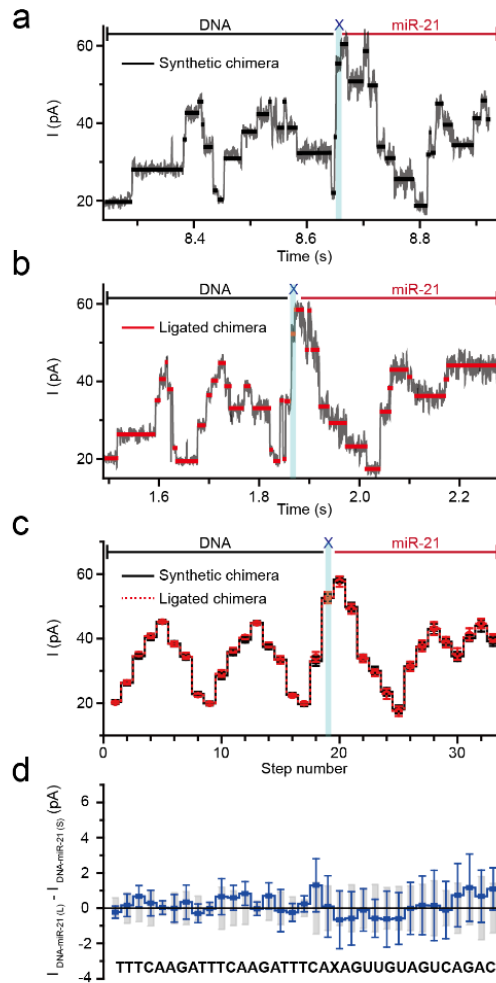 a
DNA X miR-21
Synthetic chimera
I (pA)
60
40
20
8.4 8.6 8.8
Time (s)
b
DNA X miR-21
Ligated chimera
I (pA)
60
40
20
1.6 1.8 2.0 2.2
Time (s)
c
DNA X miR-21
Synthetic chimera
Ligated chimera
I (pA)
60
40
20
0 10 20 30
Step number
d
I DNA-miR-21 (L) - I DNA-miR-21 (S) (pA)
6
4
2
0
-2
-4
TTTCAAGATTTCAAGATTTCAXAGUUGUAGUCAGAC